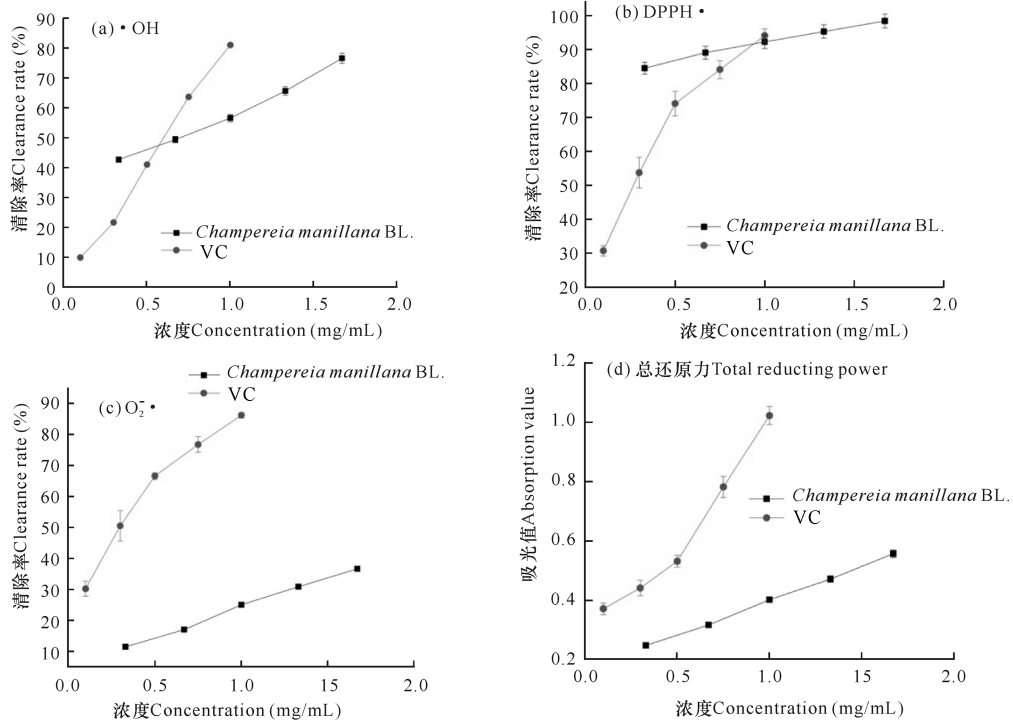 (a) • OH
清除率Clearance rate (%)
90
80
70
60
50
40
30
20
10
0
Champereia manillana BL.
VC
0.0 0.5 1.0 1.5 2.0
浓度Concentration (mg/mL)
(b) DPPH •
清除率Clearance rate (%)
100
90
80
70
60
50
40
30
20
Champereia manillana BL.
VC
0.0 0.5 1.0 1.5 2.0
浓度Concentration (mg/mL)
Champereia manillana BL.
VC
(c) O₂⁻ •
清除率Clearance rate (%)
90
80
70
60
50
40
30
20
10
0.0 0.5 1.0 1.5 2.0
浓度Concentration (mg/mL)
(d) 总还原力Total reducting power
吸光值Absorption value
1.2
1.0
0.8
0.6
0.4
0.2
Champereia manillana BL.
VC
0.0 0.5 1.0 1.5 2.0
浓度Concentration (mg/mL)